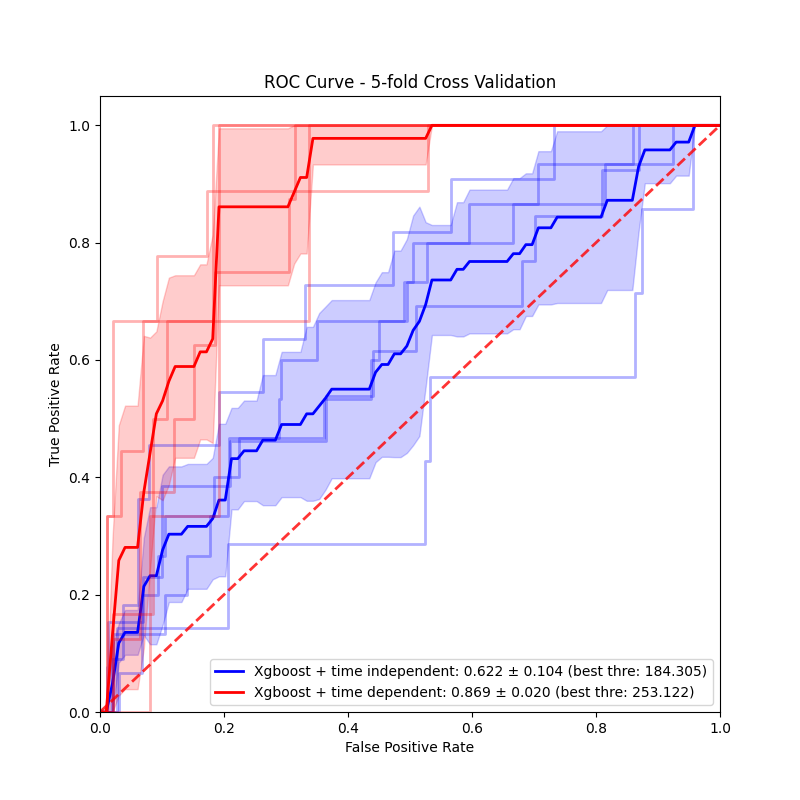 ROC Curve - 5-fold Cross Validation
True Positive Rate
1.0
0.8
0.6
0.4
0.2
0.0
Xgboost + time independent: 0.622 ± 0.104 (best thre: 184.305)
Xgboost + time dependent: 0.869 ± 0.020 (best thre: 253.122)
0.0 0.2 0.4 0.6 0.8 1.0
False Positive Rate